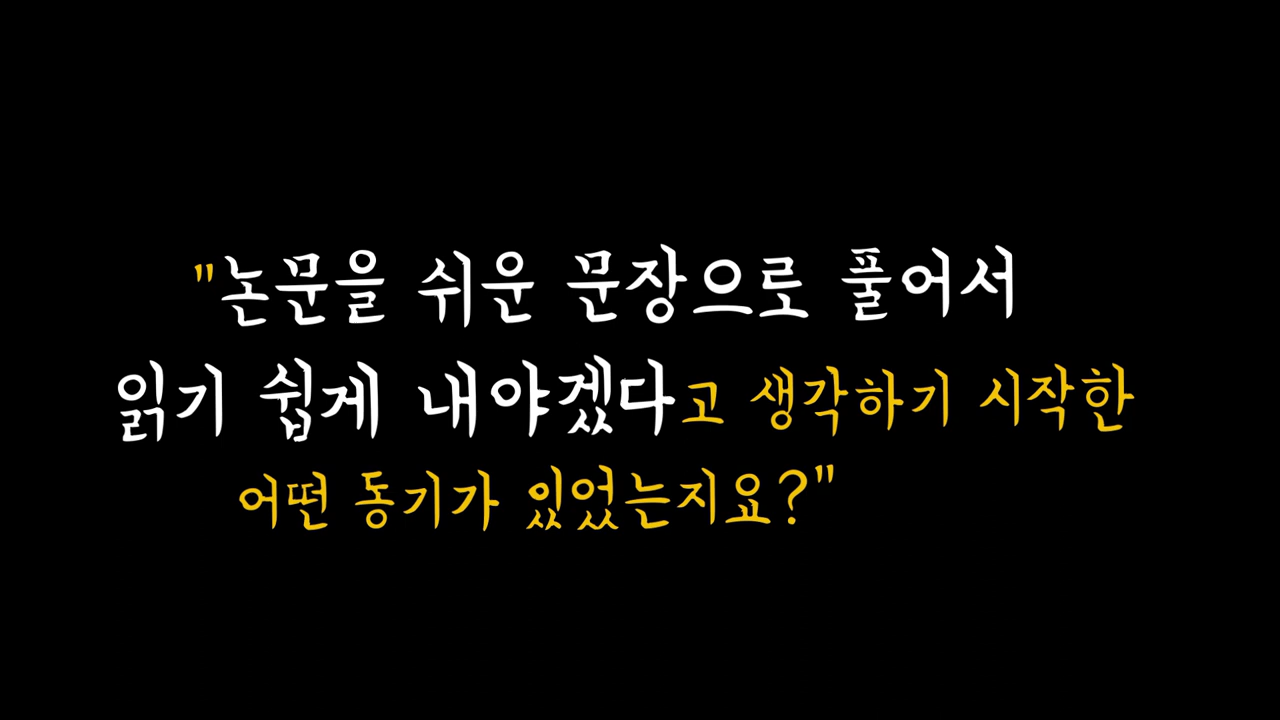 "논문을 쉬운 문장으로 풀어서
읽기 쉽게 내야겠다고 생각하기 시작한
어떤 동기가 있었는지요?"